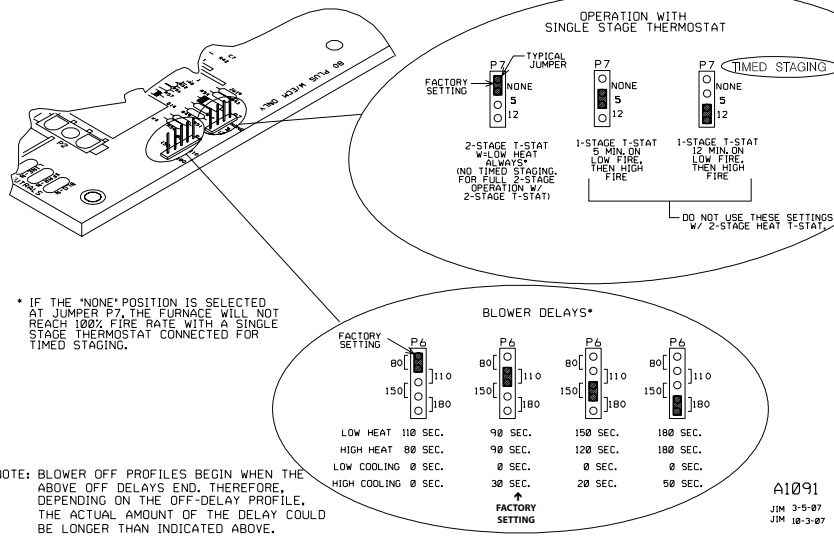 OPERATION WITH
SINGLE STAGE THERMOSTAT
TYPICAL
JUMPER
FACTORY
SETTING
P7
NONE
5
12
P7
NONE
5
12
P7
NONE
5
12
TIMED STAGING
2-STAGE T-STAT
W=LOW HEAT
ALWAYS*
(NO TIMED STAGING.
FOR FULL 2-STAGE
OPERATION W/
2-STAGE T-STAT)
1-STAGE T-STAT
5 MIN. ON
LOW FIRE,
THEN HIGH
FIRE
1-STAGE T-STAT
12 MIN. ON
LOW FIRE,
THEN HIGH
FIRE
DO NOT USE THESE SETTINGS
W/ 2-STAGE HEAT T-STAT.
80 PLUS W/ECM ONLY
P2
* IF THE "NONE" POSITION IS SELECTED
AT JUMPER P7, THE FURNACE WILL NOT
REACH 100% FIRE RATE WITH A SINGLE
STAGE THERMOSTAT CONNECTED FOR
TIMED STAGING.
BLOWER DELAYS*
FACTORY
SETTING
P6 P6 P6 P6
80 110 80 110 80 110 80 110
150 180 150 180 150 180 150 180
LOW HEAT 110 SEC. 90 SEC. 150 SEC. 180 SEC.
HIGH HEAT 80 SEC. 90 SEC. 120 SEC. 180 SEC.
LOW COOLING 0 SEC. 0 SEC. 0 SEC. 0 SEC.
HIGH COOLING 0 SEC. 30 SEC. 20 SEC. 50 SEC.
FACTORY
SETTING
NOTE: BLOWER OFF PROFILES BEGIN WHEN THE
ABOVE OFF DELAYS END. THEREFORE,
DEPENDING ON THE OFF-DELAY PROFILE,
THE ACTUAL AMOUNT OF THE DELAY COULD
BE LONGER THAN INDICATED ABOVE.
A1091
JIM 3-5-07
JIM 10-3-07